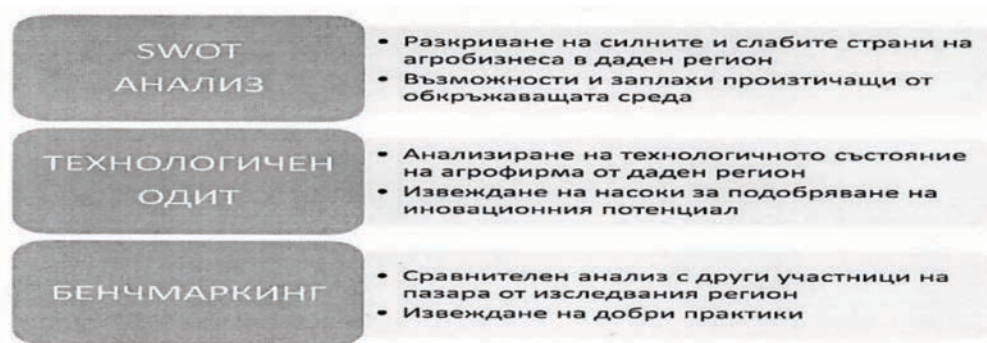 SWOT
АНАЛИЗ
• Разкриване на силните и слабите страни на
агробизнеса в даден регион
• Възможности и заплахи произтичащи от
обкръжаващата среда
ТЕХНОЛОГИЧЕН
ОДИТ
• Анализиране на технологичното състояние
на агрофирма от даден регион
• Извеждане на насоки за подобряване на
иновационния потенциал
БЕНЧМАРКИНГ
• Сравнителен анализ с други участници на
пазара от изследвания регион
• Извеждане на добри практики